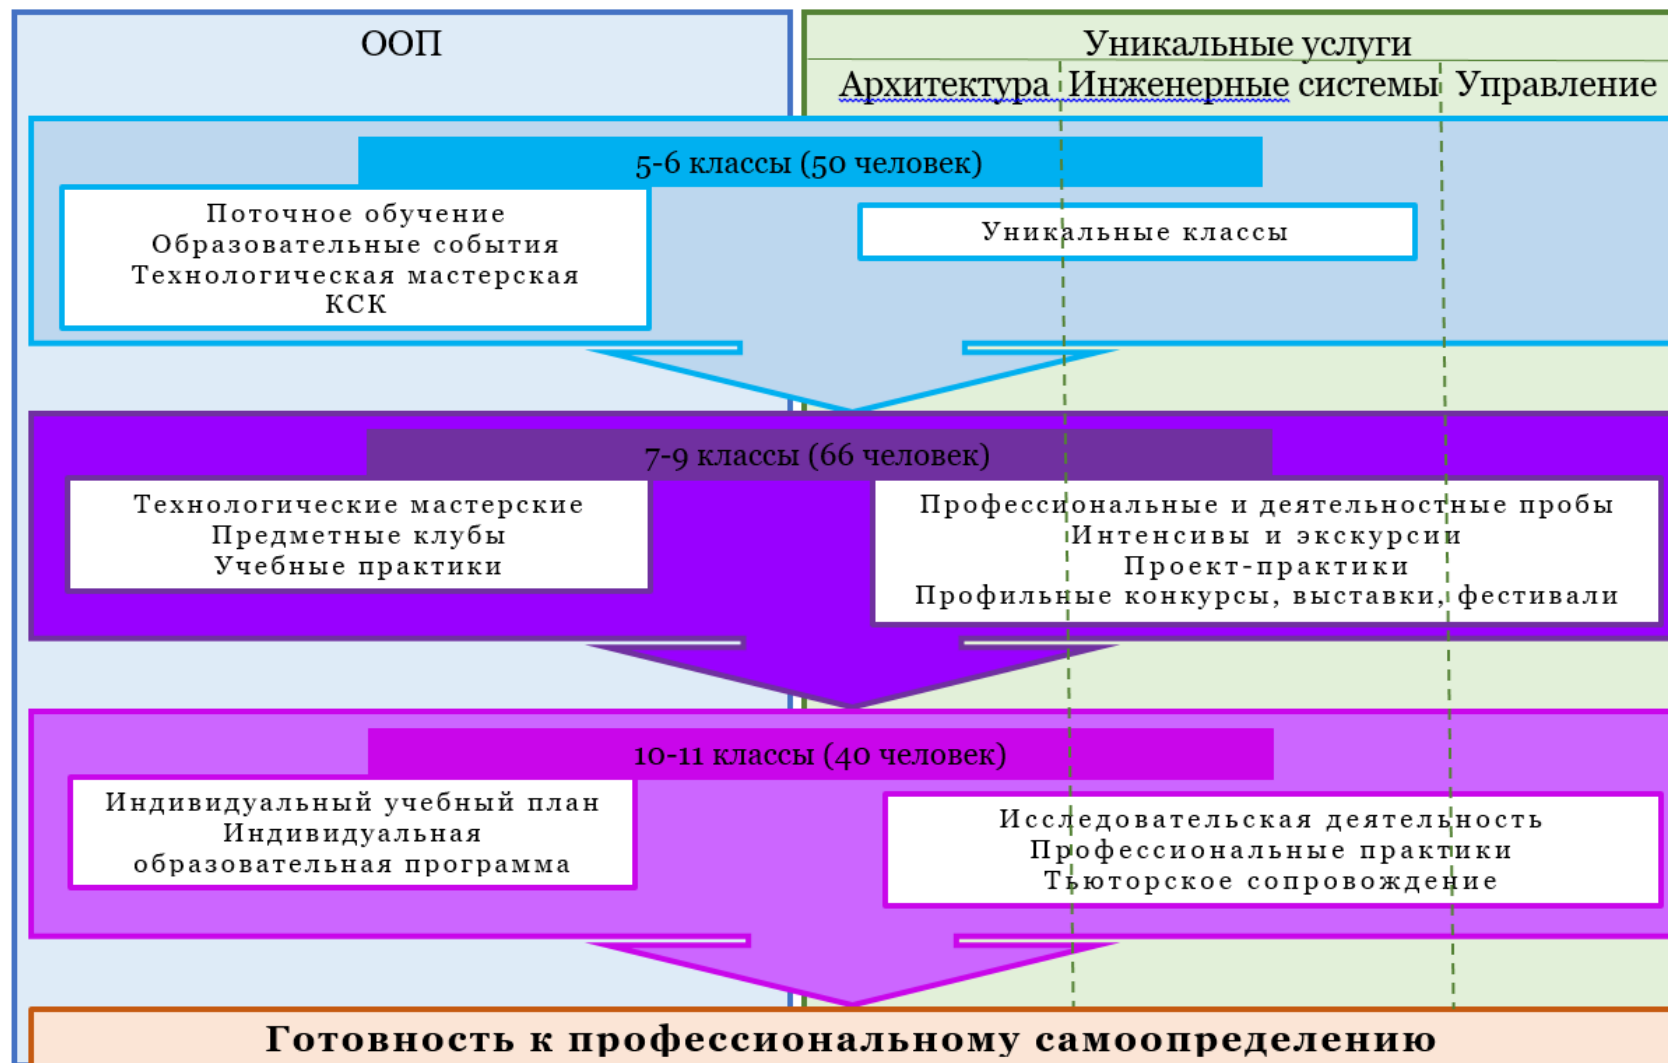 ООП
Уникальные услуги
Архитектура Инженерные системы Управление
5-6 классы (50 человек)
Поточное обучение
Образовательные события
Технологическая мастерская
КСК
Уникальные классы
7-9 классы (66 человек)
Технологические мастерские
Предметные клубы
Учебные практики
Профессиональные и деятельностные пробы
Интенсивы и экскурсии
Проект-практики
Профильные конкурсы, выставки, фестивали
10-11 классы (40 человек)
Индивидуальный учебный план
Индивидуальная
образовательная программа
Исследовательская деятельность
Профессиональные практики
Тьюторское сопровождение
Готовность к профессиональному самоопределению